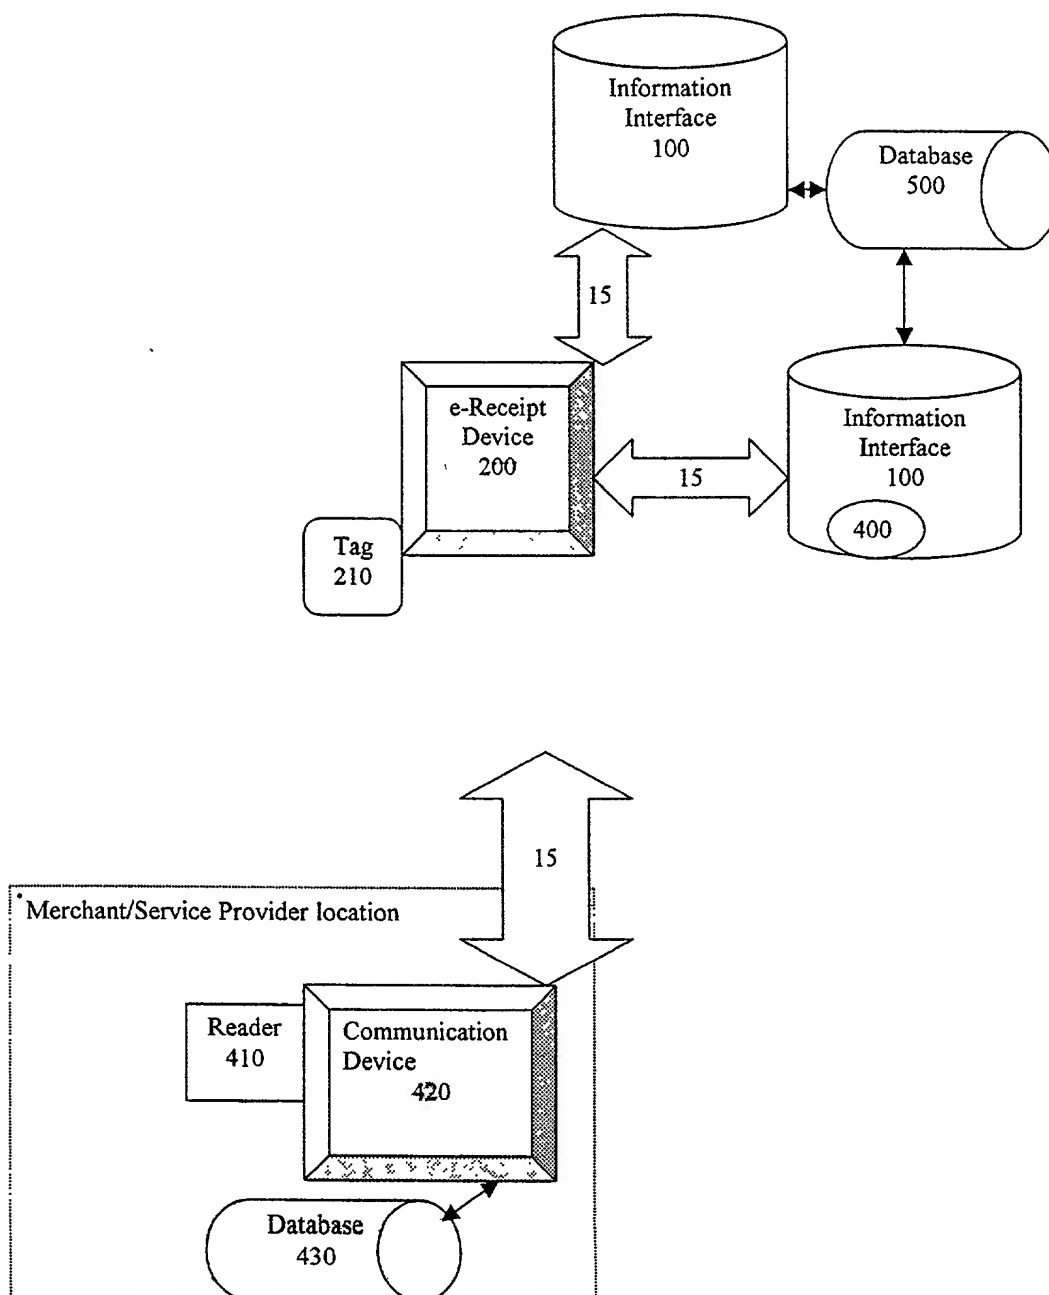 Information
Interface
100
Database
500
15
e-Receipt
Device
200
15
Information
Interface
100
400
Tag
210
15
Merchant/Service Provider location
Reader
410
Communication
Device
420
Database
430